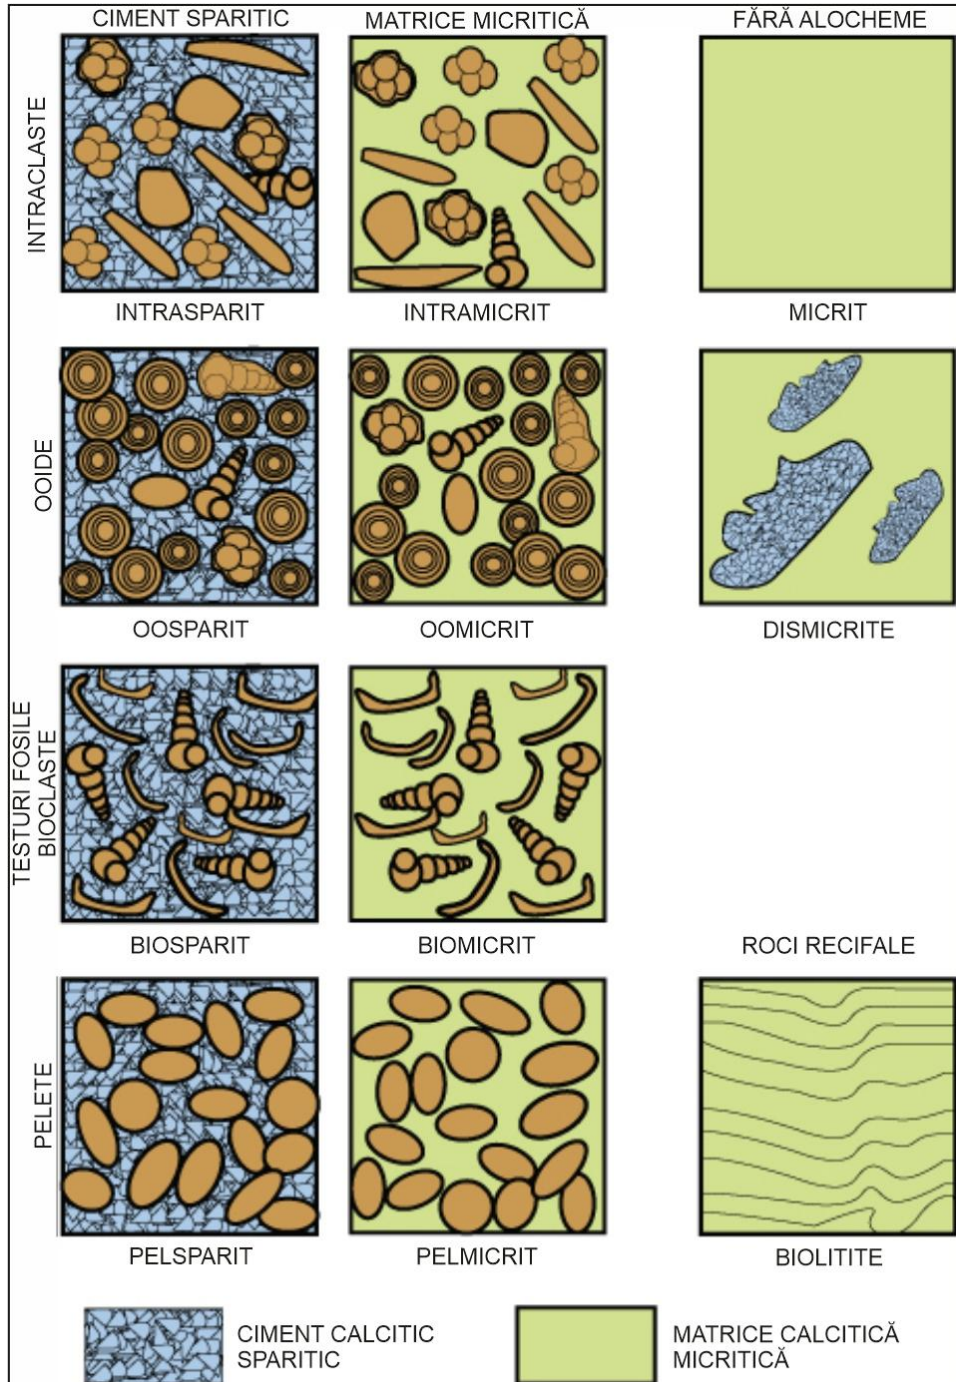 CIMENT SPARITIC
MATRICE MICRITICĂ
FĂRĂ ALOCHEME
INTRACLASTE
INTRASPARIT
INTRAMICRIT
MICRIT
OOIDE
OOSPARIT
OOMICRIT
DISMICRITE
TESTURI FOSILE
BIOCLASTE
BIOSPARIT
BIOMICRIT
ROCI RECIFALE
PELETE
PELSPARIT
PELMICRIT
BIOLITITE
CIMENT CALCITIC
SPARITIC
MATRICE CALCITICĂ
MICRITICĂ